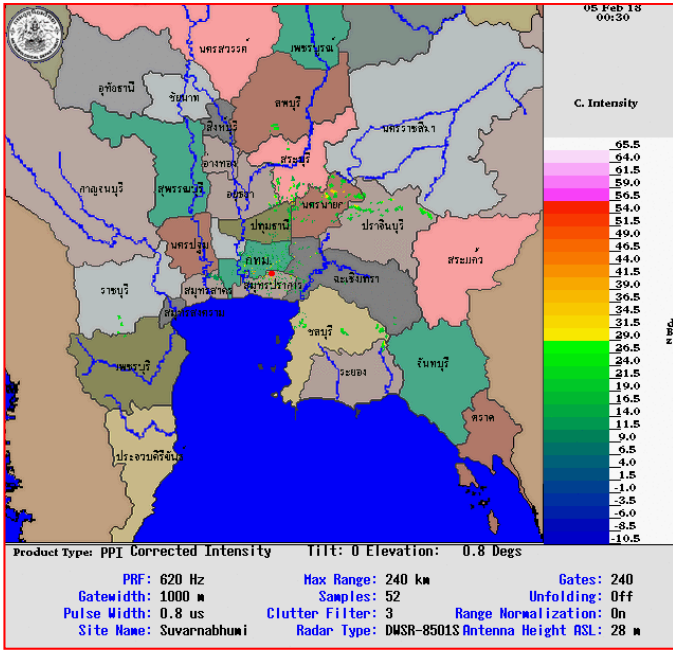 05 Feb 18
00:30
C. Intensity
65.5
64.0
61.5
59.0
56.5
54.0
51.5
49.0
46.5
44.0
41.5
39.0
36.5
34.0
31.5
29.0
26.5
24.0
21.5
19.0
16.5
14.0
11.5
9.0
6.5
4.0
1.5
-1.0
-3.5
-6.0
-8.5
-10.5
นครสวรรค์
เพชรบูรณ์
อุทัยธานี
ชัยนาท
ลพบุรี
สิงห์บุรี
นครราชสีมา
อ่างทอง
สระบุรี
กาญจนบุรี
สุพรรณบุรี
อยุธยา
นครนายก
ปทุมธานี
ปราจีนบุรี
นครปฐม
สระแก้ว
กทม.
ราชบุรี
สมุทรสาคร
สมุทรปราการ
ฉะเชิงเทรา
สมุทรสงคราม
ชลบุรี
เพชรบุรี
ระยอง
จันทบุรี
ตราด
ประจวบคีรีขันธ์
Product Type: PPI Corrected Intensity Tilt: 0 Elevation: 0.8 Degs
PRF: 620 Hz Max Range: 240 km Gates: 240
Gatewidth: 1000 m Samples: 52 Unfolding: Off
Pulse Width: 0.8 us Clutter Filter: 3 Range Normalization: On
Site Name: Suvarnabhumi Radar Type: DWSR-8501S Antenna Height ASL: 28 m